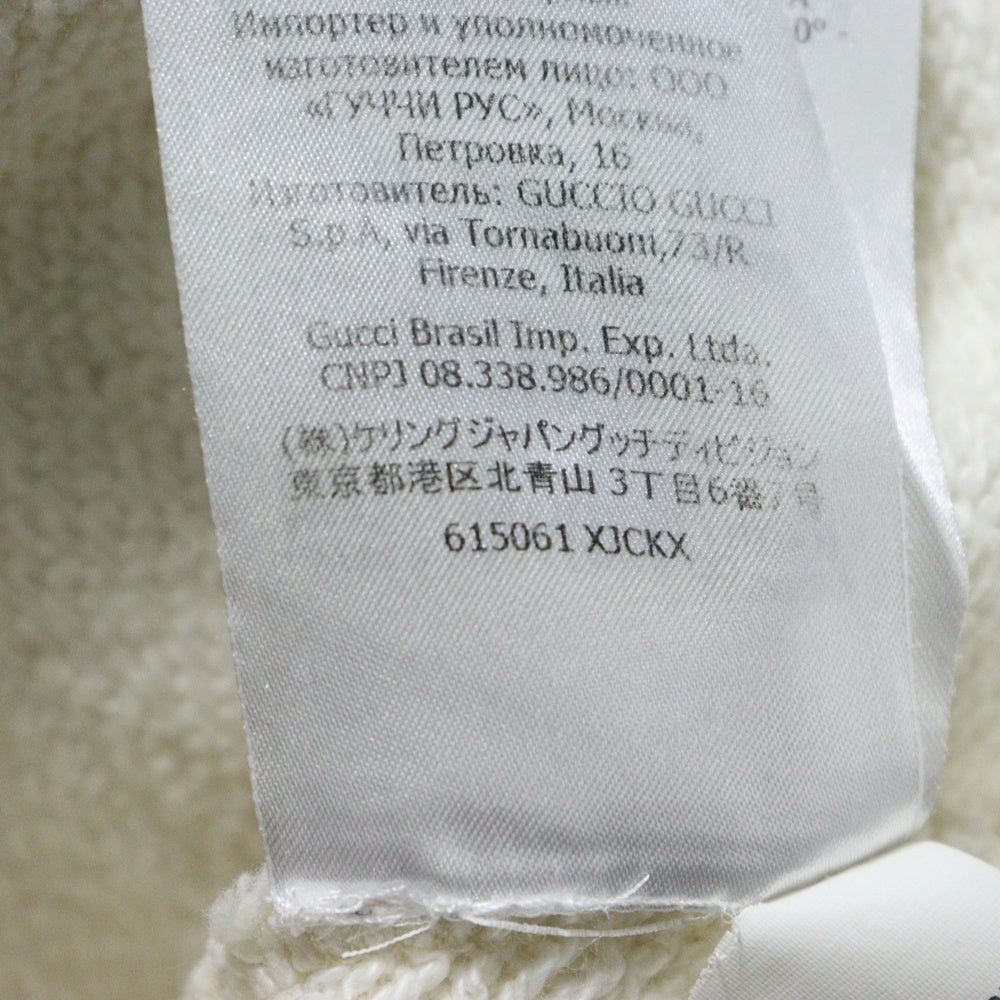 Импортер и уполномоченное
изготовителем лицо: ООО
«ГУЧЧИ РУС», Москва,
Петровка, 16
Изготовитель: GUCCIO GUCCI
S.p.A, via Tornabuoni,73/R
Firenze, Italia
Gucci Brasil Imp. Exp. Ltda.
CNPJ 08.338.986/0001-16
(株)ケリングジャパングッチディビジョン
東京都港区北青山 3丁目6番7号
615061 XJCKX
0° -